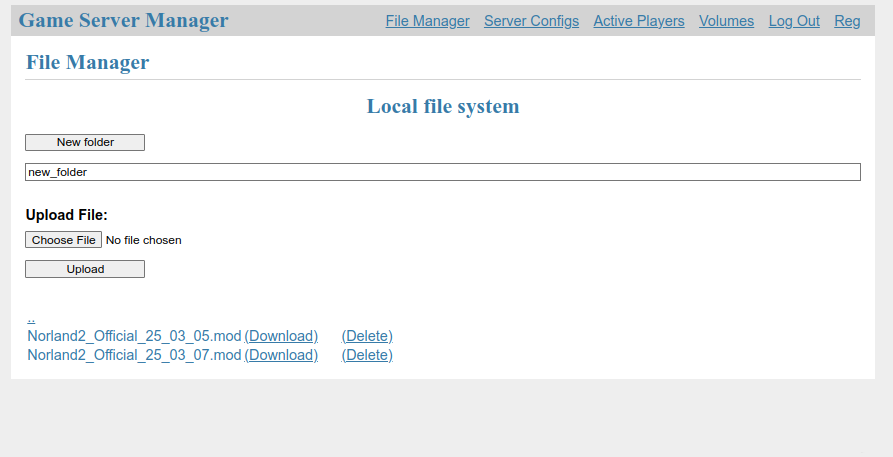 Game Server Manager File Manager Server Configs Active Players Volumes Log Out Reg
File Manager
Local file system
New folder
new_folder
Upload File:
Choose File No file chosen
Upload
..
Norland2_Official_25_03_05.mod (Download) (Delete)
Norland2_Official_25_03_07.mod (Download) (Delete)